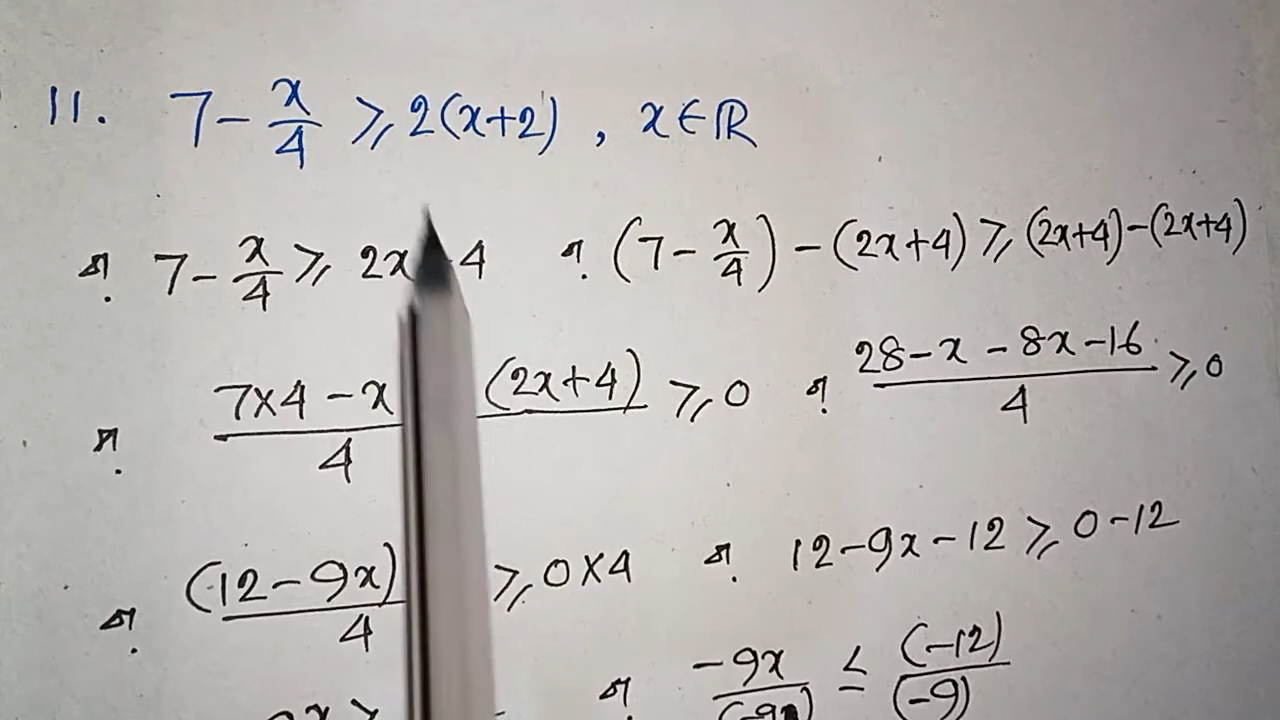 11. 7 - x/4 ≥ 2(x+2), x ∈ ℝ
বা, 7 - x/4 ≥ 2x 4 বা, (7 - x/4) - (2x+4) ≥ (2x+4) - (2x+4)
বা, 7×4 - x (2x+4) / 4 ≥ 0 বা, 28 - x - 8x - 16 / 4 ≥ 0
বা, (12 - 9x) / 4 ≥ 0×4 বা, 12 - 9x - 12 ≥ 0 - 12
বা, -9x / (-9) ≤ (-12) / (-9)